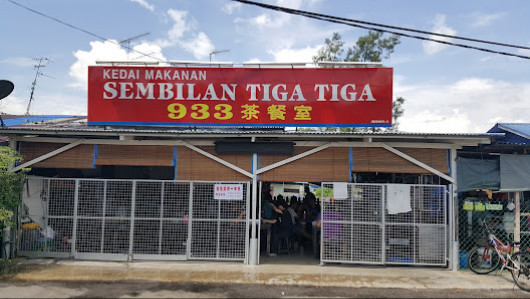 KEDAI MAKANAN
SEMBILAN TIGA TIGA
933 茶餐室